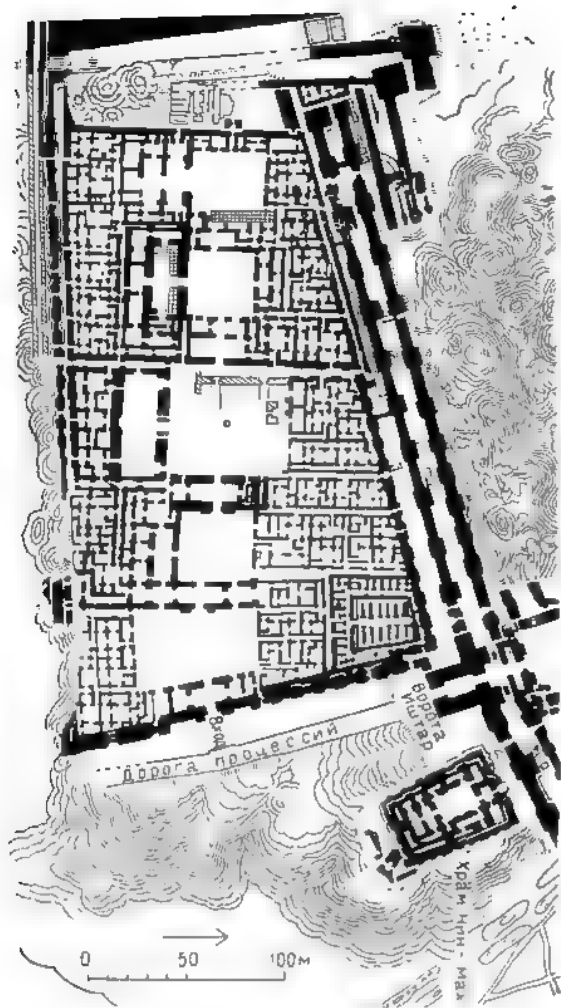 Вход
Дорога процессий
Ворота
Иштар
Храм Нин-Мах
0 50 100м